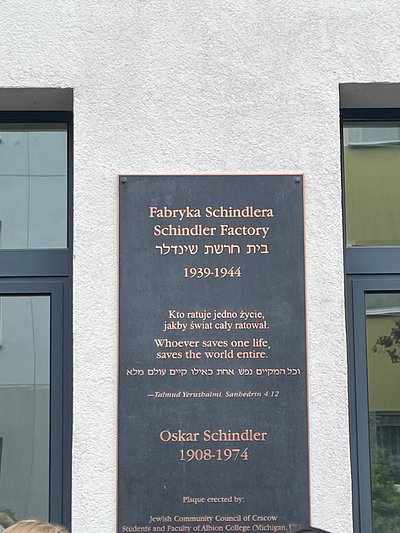 Fabryka Schindlera
Schindler Factory
בית חרשת שינדלר
1939-1944
Kto ratuje jedno życie,
jakby świat cały ratował.
Whoever saves one life,
saves the world entire.
וכל המקיים נפש אחת כאילו קיים עולם מלא
—Talmud Yerushalmi, Sanhedrin 4:12
Oskar Schindler
1908-1974
Plaque erected by:
Jewish Community Council of Cracow
Students and Faculty of Albion College (Michigan, USA